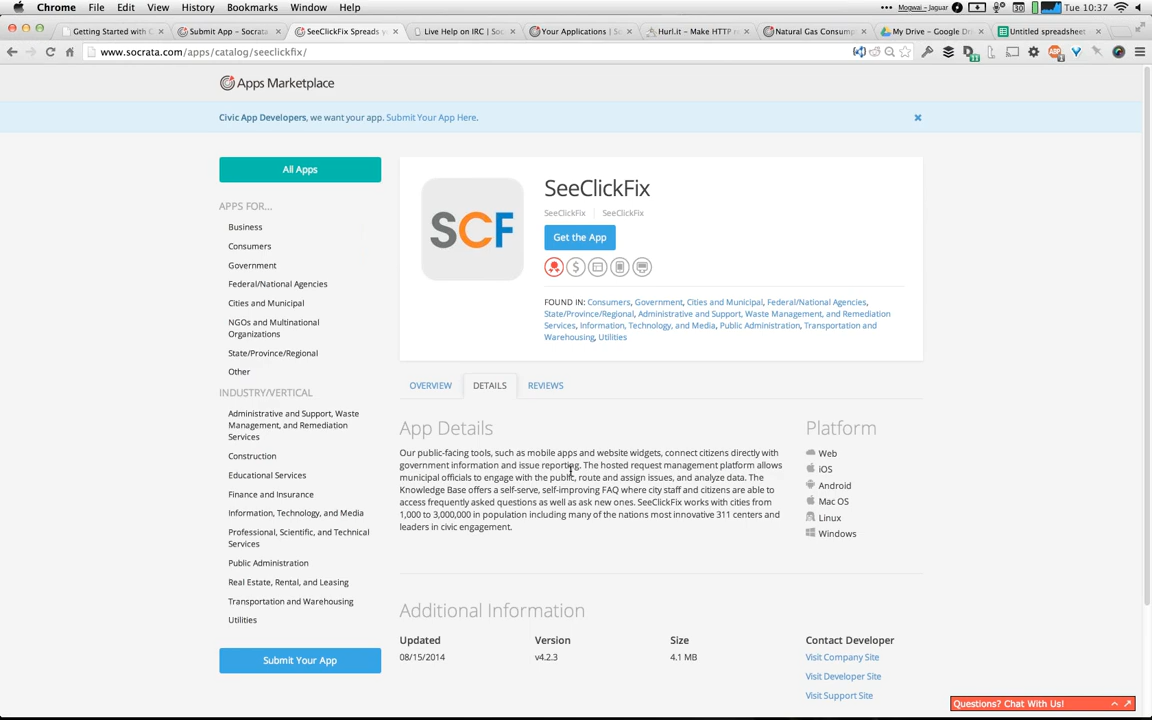 Chrome File Edit View History Bookmarks Window Help
Mogwai – Jaguar
30
Tue 10:37
Getting Started with
Submit App – Socrata
SeeClickFix Spreads y
Live Help on IRC | Soc
Your Applications | So
Hurl.it – Make HTTP r
Natural Gas Consump
My Drive – Google Dri
Untitled spreadsheet
www.socrata.com/apps/catalog/seeclickfix/
Apps Marketplace
Civic App Developers, we want your app. Submit Your App Here.
All Apps
APPS FOR...
Business
Consumers
Government
Federal/National Agencies
Cities and Municipal
NGOs and Multinational
Organizations
State/Province/Regional
Other
INDUSTRY/VERTICAL
Administrative and Support, Waste
Management, and Remediation
Services
Construction
Educational Services
Finance and Insurance
Information, Technology, and Media
Professional, Scientific, and Technical
Services
Public Administration
Real Estate, Rental, and Leasing
Transportation and Warehousing
Utilities
Submit Your App
SCF
SeeClickFix
SeeClickFix | SeeClickFix
Get the App
FOUND IN: Consumers, Government, Cities and Municipal, Federal/National Agencies,
State/Province/Regional, Administrative and Support, Waste Management, and Remediation
Services, Information, Technology, and Media, Public Administration, Transportation and
Warehousing, Utilities
OVERVIEW DETAILS REVIEWS
App Details
Our public-facing tools, such as mobile apps and website widgets, connect citizens directly with
government information and issue reporting. The hosted request management platform allows
municipal officials to engage with the public, route and assign issues, and analyze data. The
Knowledge Base offers a self-serve, self-improving FAQ where city staff and citizens are able to
access frequently asked questions as well as ask new ones. SeeClickFix works with cities from
1,000 to 3,000,000 in population including many of the nations most innovative 311 centers and
leaders in civic engagement.
Platform
Web
iOS
Android
Mac OS
Linux
Windows
Additional Information
Updated Version Size
08/15/2014 v4.2.3 4.1 MB
Contact Developer
Visit Company Site
Visit Developer Site
Visit Support Site
Questions? Chat With Us!